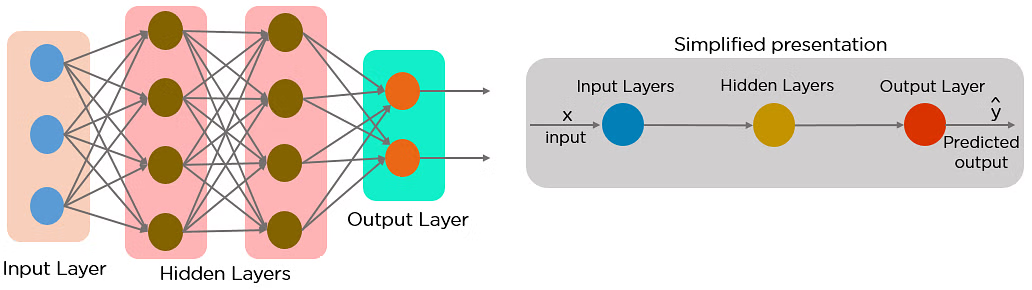 Input Layer
Hidden Layers
Output Layer
Simplified presentation
Input Layers
Hidden Layers
Output Layer
x
input
ŷ
Predicted
output